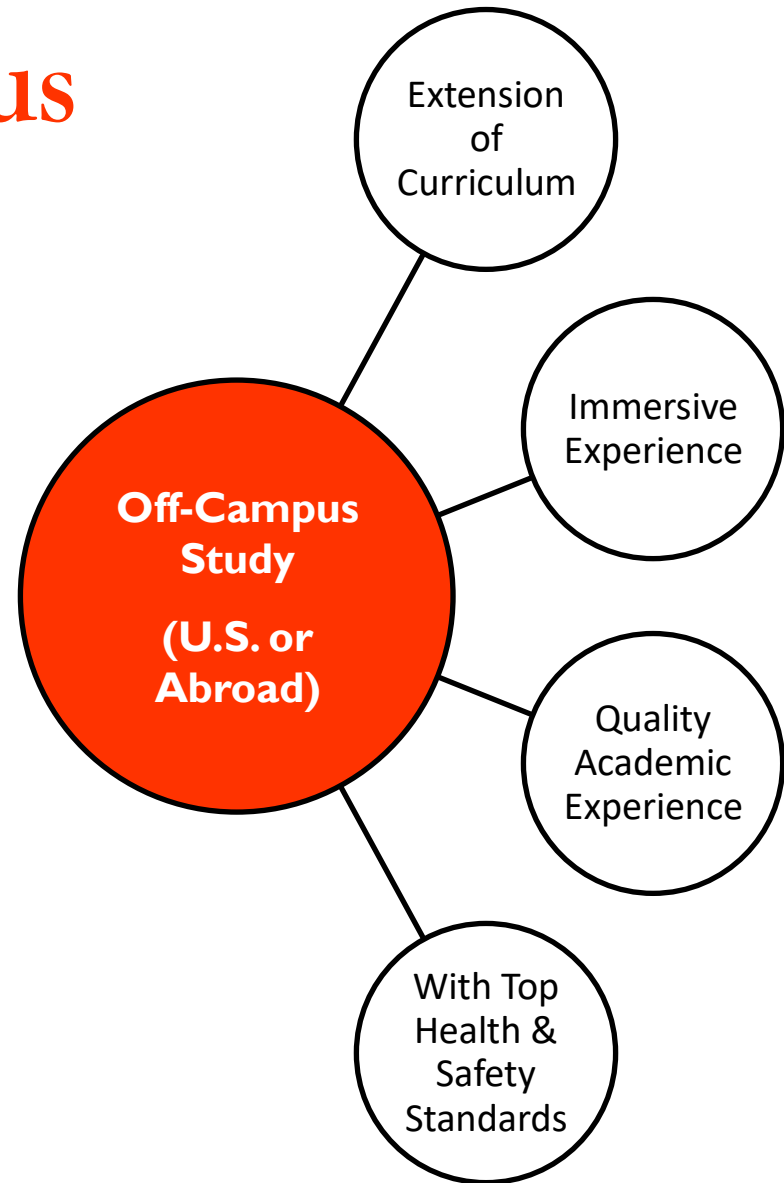 us
Extension
of
Curriculum
Immersive
Experience
Off-Campus
Study
(U.S. or
Abroad)
Quality
Academic
Experience
With Top
Health &
Safety
Standards